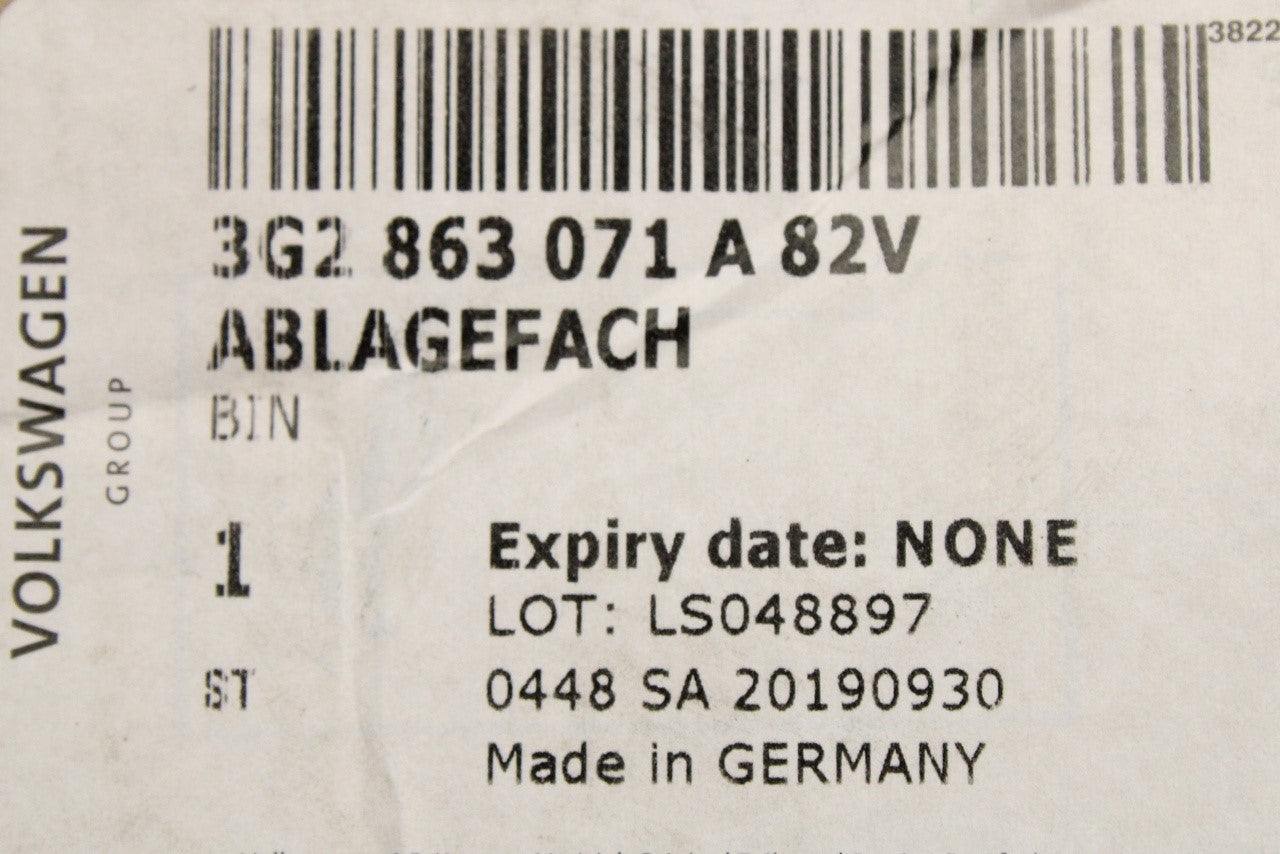 3822
3G2 863 071 A 82V
ABLAGEFACH
BIN
VOLKSWAGEN
GROUP
1
Expiry date: NONE
LOT: LS048897
ST
0448 SA 20190930
Made in GERMANY